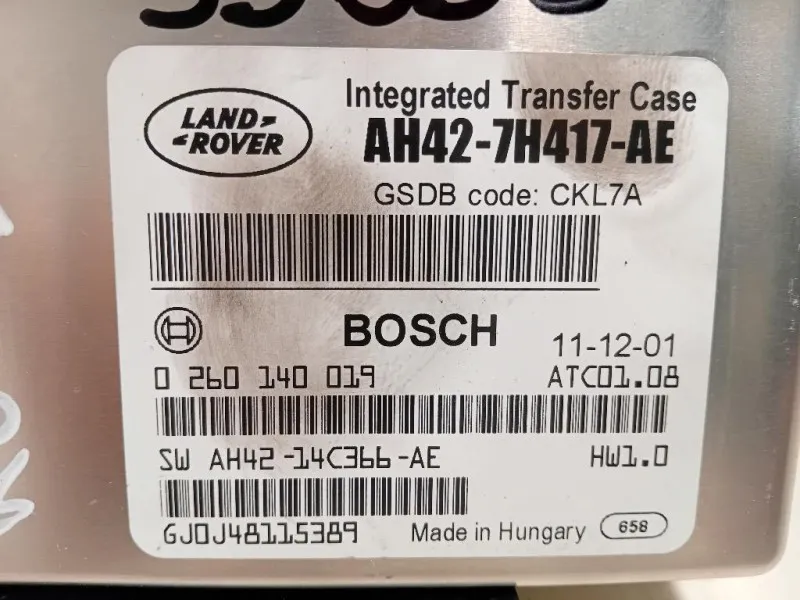 LAND ROVER
Integrated Transfer Case
AH42-7H417-AE
GSDB code: CKL7A
BOSCH
11-12-01
0 260 140 019
ATC01.08
SW AH42-14C366-AE
HW1.0
GJ0J48115389
Made in Hungary
658